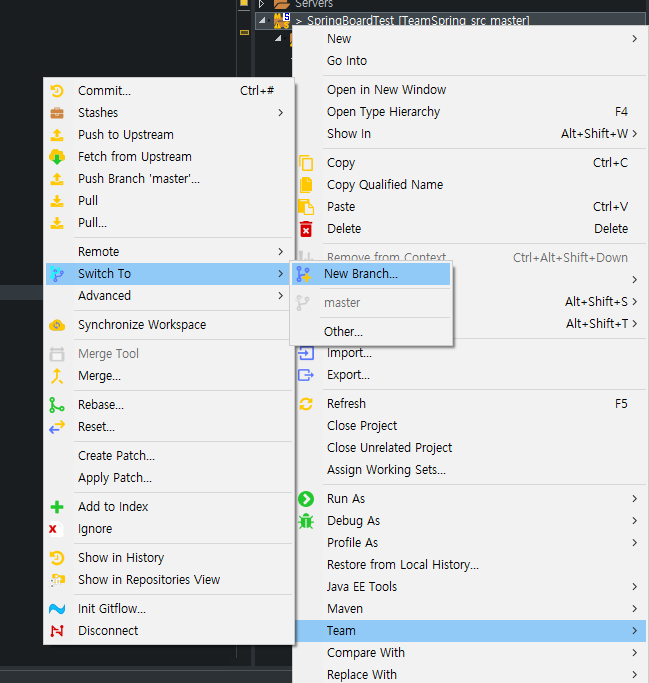 Servers
> SpringBoardTest [TeamSpring_src master]
New
Go Into
Open in New Window
Open Type Hierarchy F4
Show In Alt+Shift+W
Copy Ctrl+C
Copy Qualified Name
Paste Ctrl+V
Delete Delete
Remove from Context Ctrl+Alt+Shift+Down
Alt+Shift+S
Alt+Shift+T
Import...
Export...
Refresh F5
Close Project
Close Unrelated Project
Assign Working Sets...
Run As
Debug As
Profile As
Restore from Local History...
Java EE Tools
Maven
Team
Compare With
Replace With
Commit... Ctrl+#
Stashes
Push to Upstream
Fetch from Upstream
Push Branch 'master'...
Pull
Pull...
Remote
Switch To
Advanced
Synchronize Workspace
Merge Tool
Merge...
Rebase...
Reset...
Create Patch...
Apply Patch...
Add to Index
Ignore
Show in History
Show in Repositories View
Init Gitflow...
Disconnect
New Branch...
master
Other...